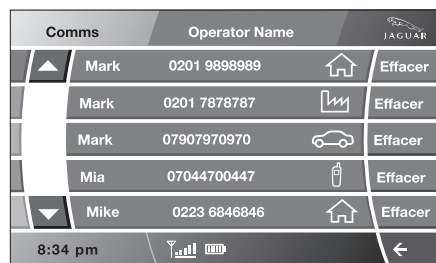 Comms Operator Name JAGUAR
Mark 0201 9898989 Effacer
Mark 0201 7878787 Effacer
Mark 07907970970 Effacer
Mia 07044700447 Effacer
Mike 0223 6846846 Effacer
8:34 pm